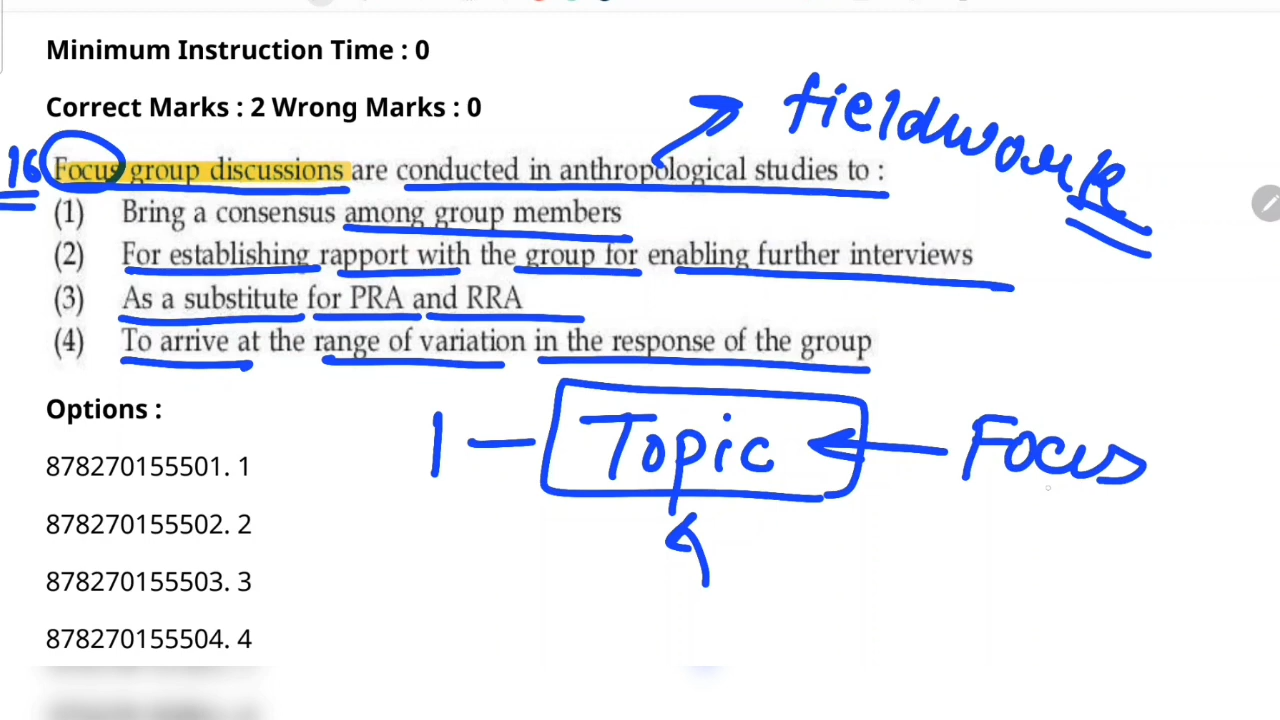 Minimum Instruction Time : 0
Correct Marks : 2 Wrong Marks : 0
fieldwork
16 Focus group discussions are conducted in anthropological studies to :
(1) Bring a consensus among group members
(2) For establishing rapport with the group for enabling further interviews
(3) As a substitute for PRA and RRA
(4) To arrive at the range of variation in the response of the group
Options :
1 — Topic ← Focus
878270155501. 1
878270155502. 2
878270155503. 3
878270155504. 4